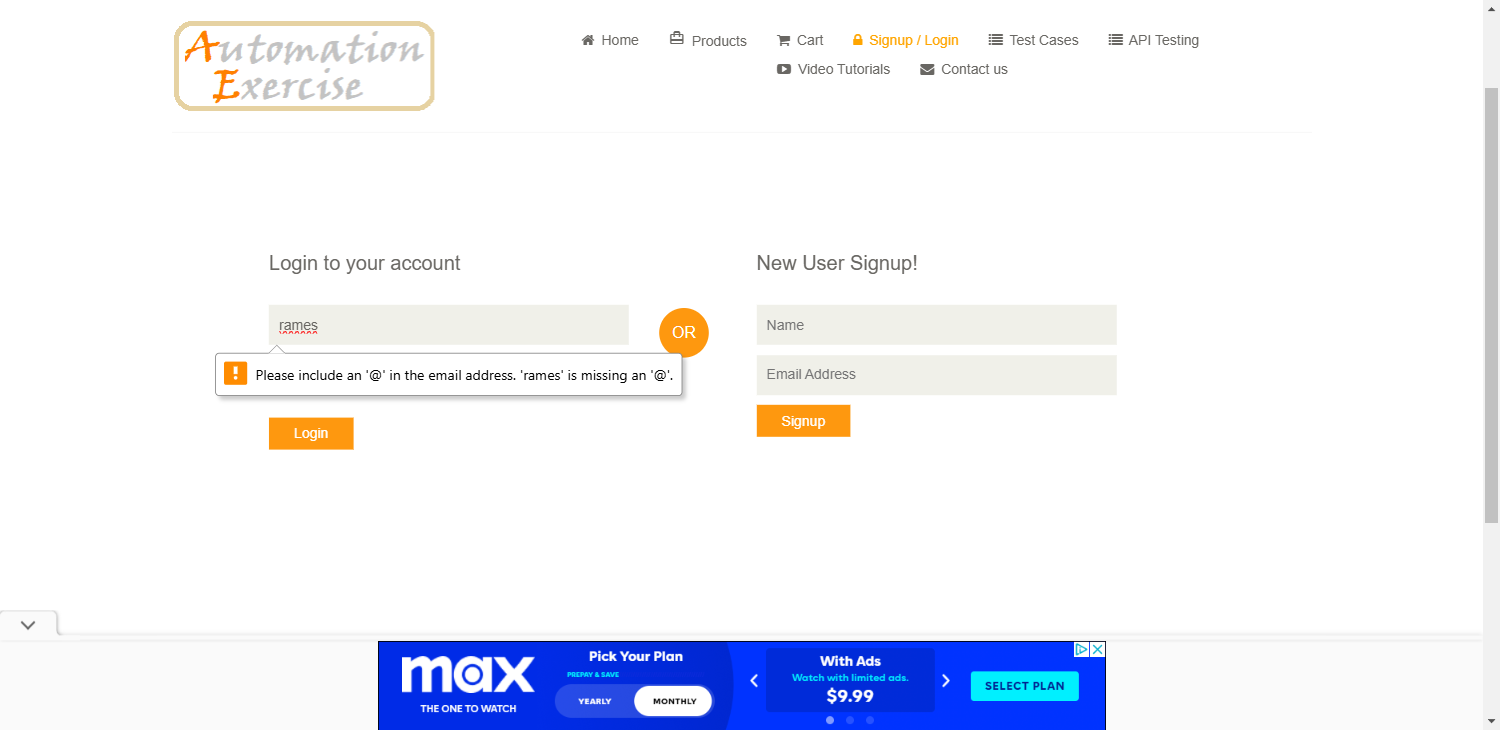 Automation
Exercise
Home
Products
Cart
Signup / Login
Test Cases
API Testing
Video Tutorials
Contact us
Login to your account
New User Signup!
rames
OR
Name
Please include an '@' in the email address. 'rames' is missing an '@'.
Email Address
Login
Signup
max
THE ONE TO WATCH
Pick Your Plan
PREPAY & SAVE
YEARLY
MONTHLY
With Ads
Watch with limited ads.
$9.99
SELECT PLAN